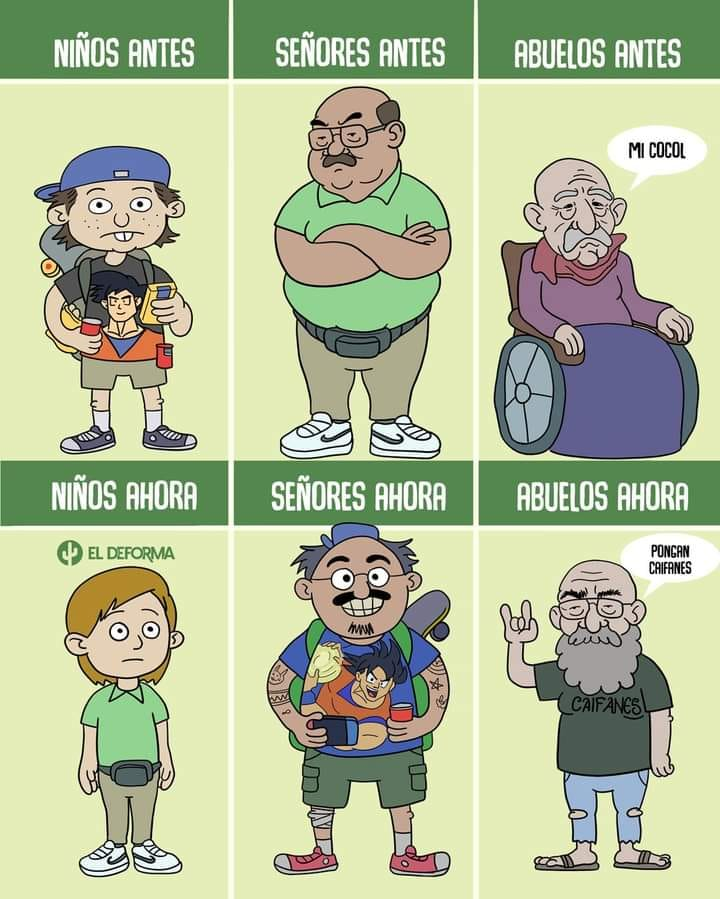 NIÑOS ANTES
SEÑORES ANTES
ABUELOS ANTES
MI COCOL
NIÑOS AHORA
SEÑORES AHORA
ABUELOS AHORA
EL DEFORMA
PONGAN
CAIFANES
CAIFANES